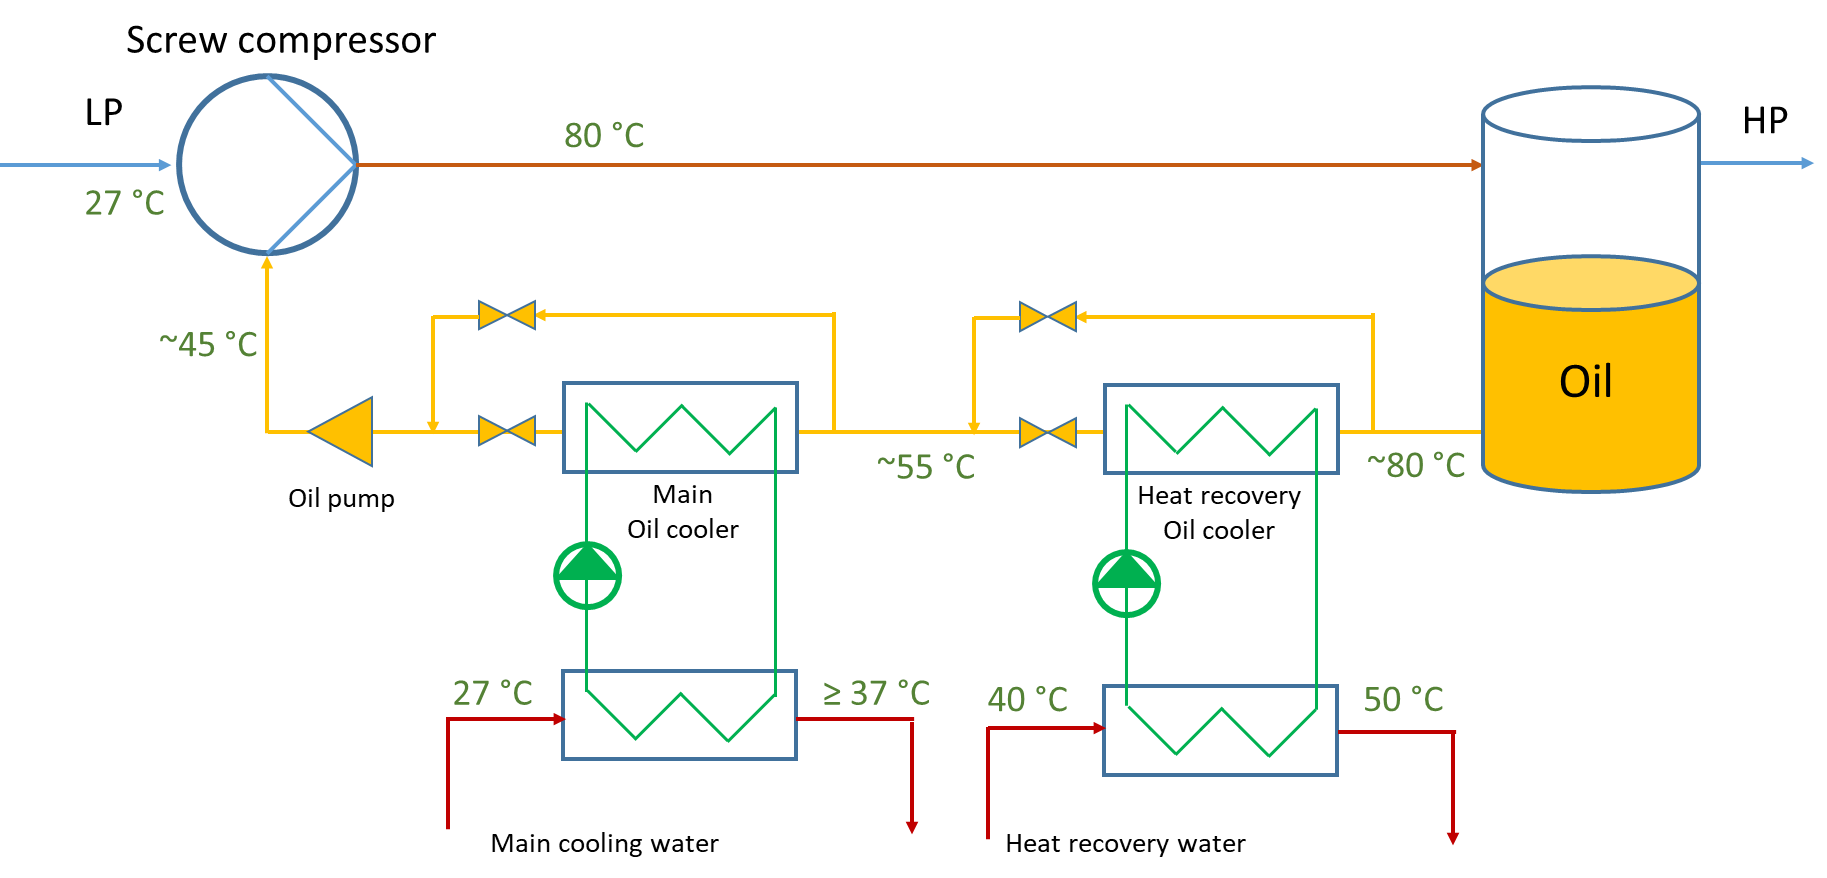 Screw compressor
LP
80 °C
HP
27 °C
~45 °C
Oil
~55 °C
~80 °C
Oil pump
Main
Oil cooler
Heat recovery
Oil cooler
27 °C
≥ 37 °C
40 °C
50 °C
Main cooling water
Heat recovery water